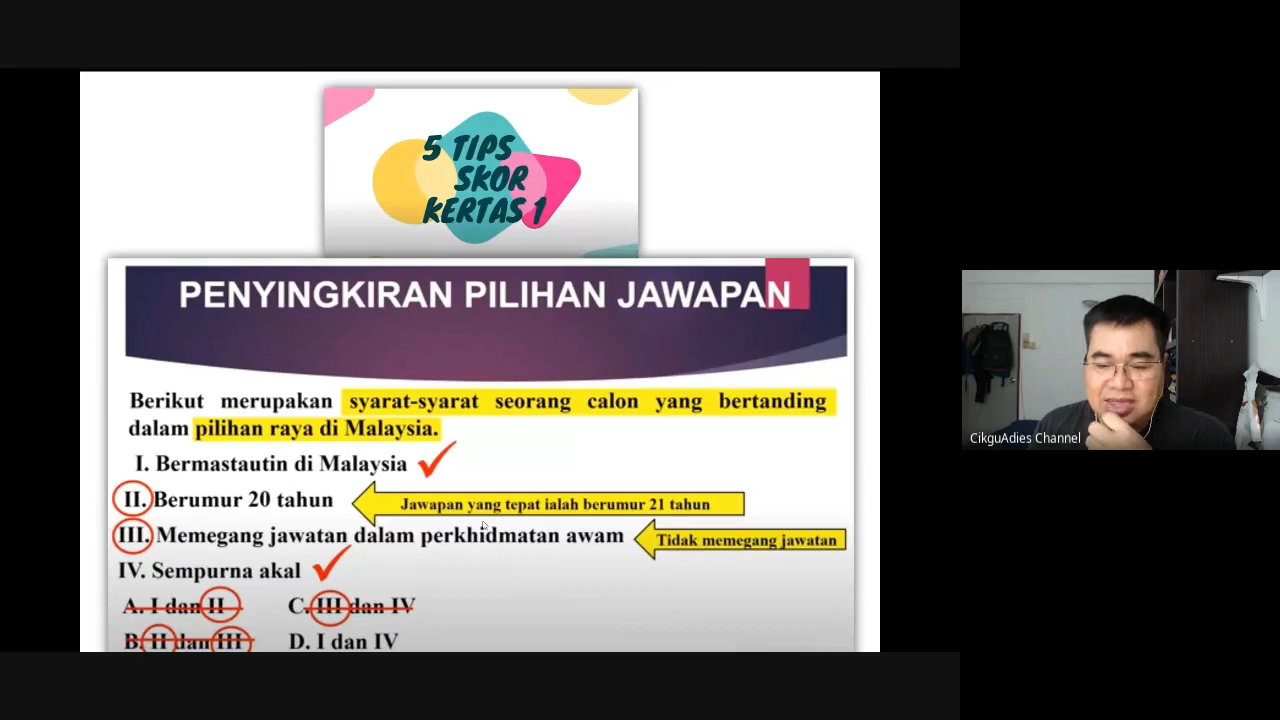 5 TIPS
SKOR
KERTAS 1
PENYINGKIRAN PILIHAN JAWAPAN
Berikut merupakan syarat-syarat seorang calon yang bertanding
dalam pilihan raya di Malaysia.
I. Bermastautin di Malaysia
II. Berumur 20 tahun
Jawapan yang tepat ialah berumur 21 tahun
III. Memegang jawatan dalam perkhidmatan awam
Tidak memegang jawatan
IV. Sempurna akal
A. I dan II C. III dan IV
B. II dan III D. I dan IV
CikguAdies Channel